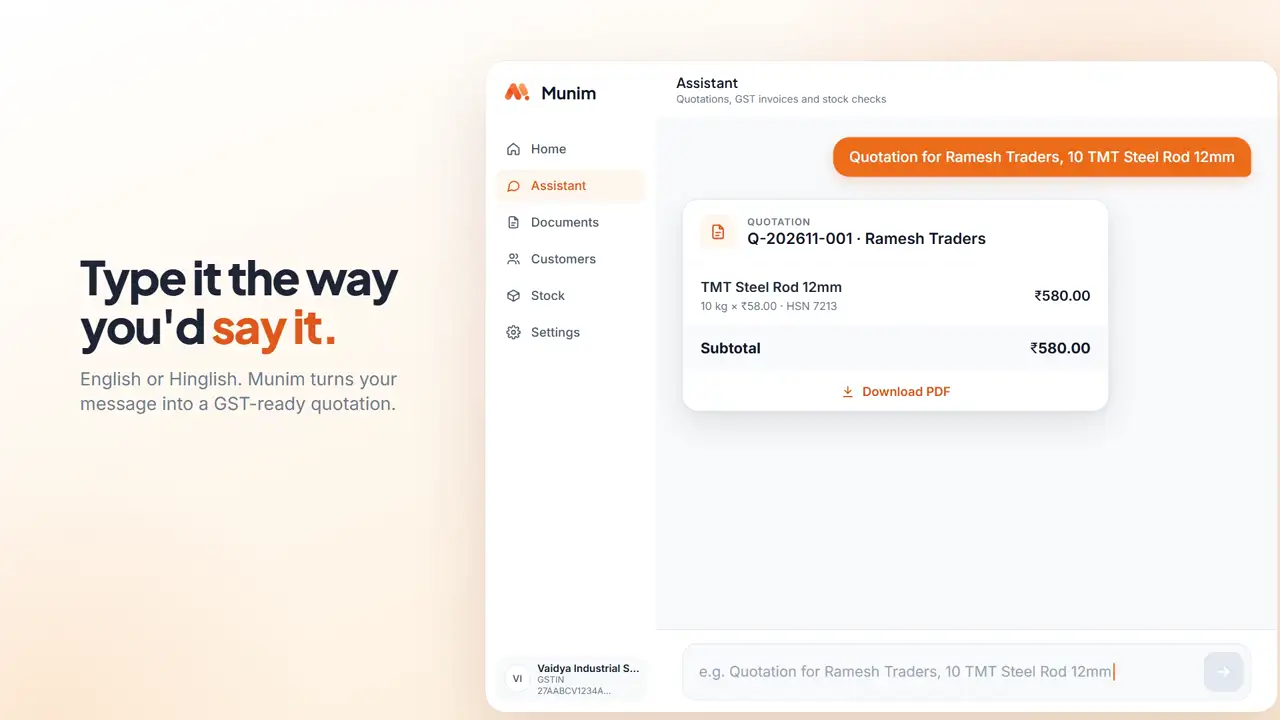 Type it the way
you'd say it.
English or Hinglish. Munim turns your
message into a GST-ready quotation.
Munim
Home
Assistant
Documents
Customers
Stock
Settings
VI
Vaidya Industrial S...
GSTIN
27AABCV1234A...
Assistant
Quotations, GST invoices and stock checks
Quotation for Ramesh Traders, 10 TMT Steel Rod 12mm
QUOTATION
Q-202611-001 · Ramesh Traders
TMT Steel Rod 12mm
10 kg × ₹58.00 · HSN 7213
₹580.00
Subtotal
₹580.00
Download PDF
e.g. Quotation for Ramesh Traders, 10 TMT Steel Rod 12mm